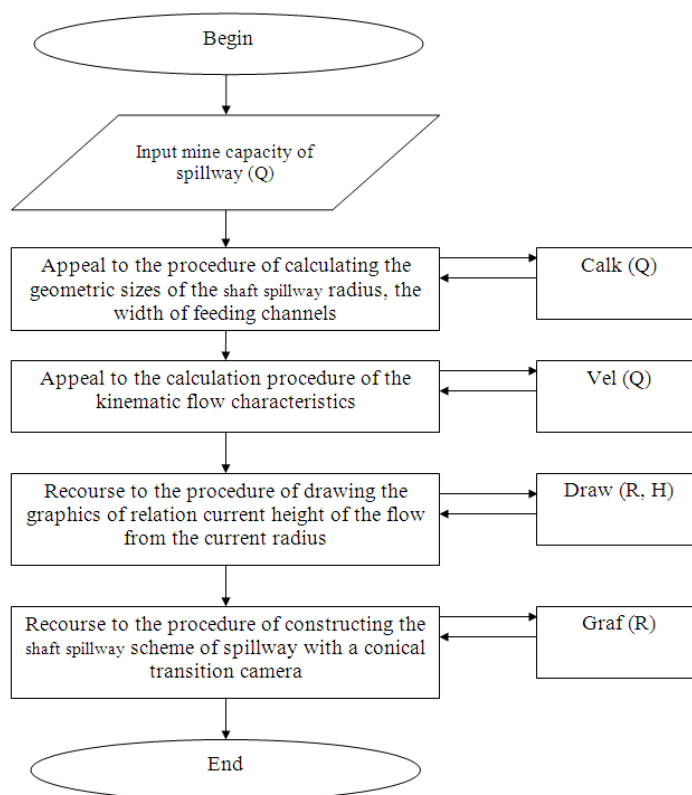 Begin
Input mine capacity of
spillway (Q)
Appeal to the procedure of calculating the
geometric sizes of the shaft spillway radius, the
width of feeding channels
Calk (Q)
Appeal to the calculation procedure of the
kinematic flow characteristics
Vel (Q)
Recourse to the procedure of drawing the
graphics of relation current height of the flow
from the current radius
Draw (R, H)
Recourse to the procedure of constructing the
shaft spillway scheme of spillway with a conical
transition camera
Graf (R)
End